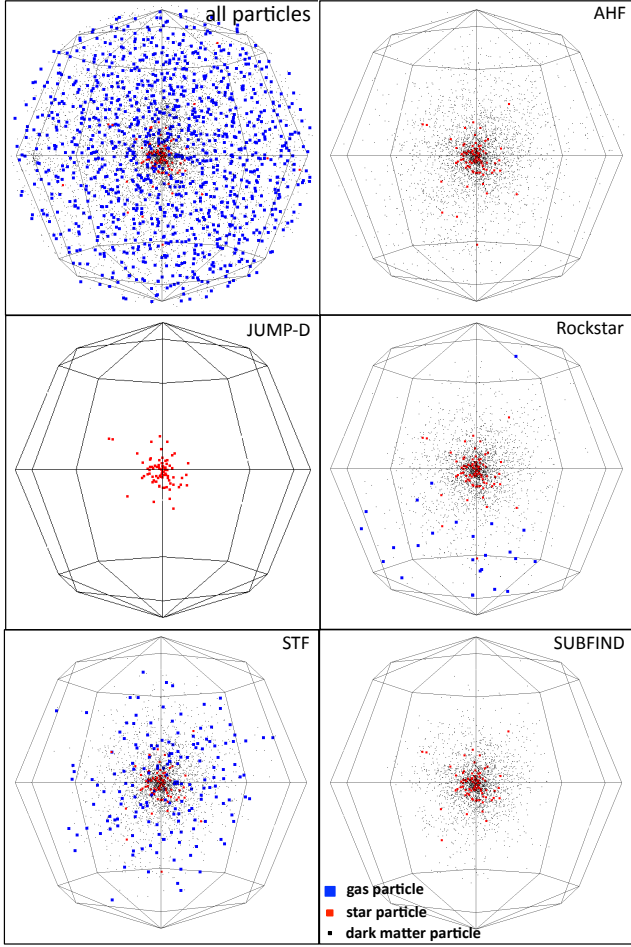 all particles
AHF
JUMP-D
Rockstar
STF
SUBFIND
gas particle
star particle
dark matter particle